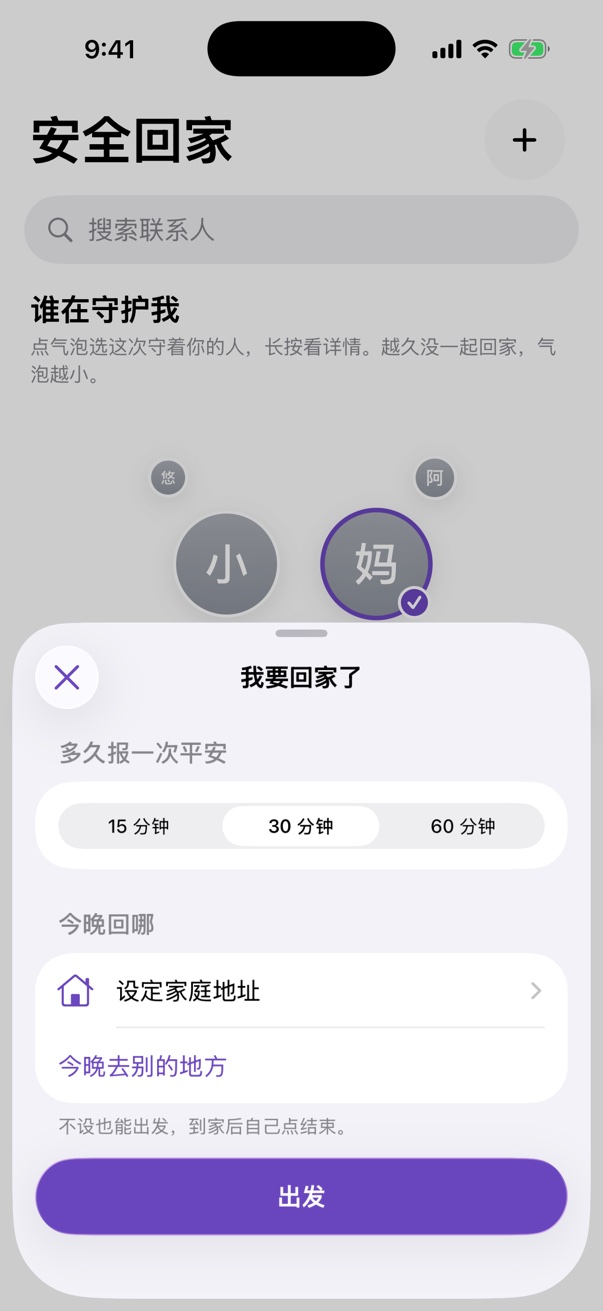 9:41
安全回家
搜索联系人
谁在守护我
点气泡选这次守着你的人，长按看详情。越久没一起回家，气
泡越小。
悠
阿
小
妈
我要回家了
多久报一次平安
15 分钟
30 分钟
60 分钟
今晚回哪
设定家庭地址
今晚去别的地方
不设也能出发，到家后自己点结束。
出发